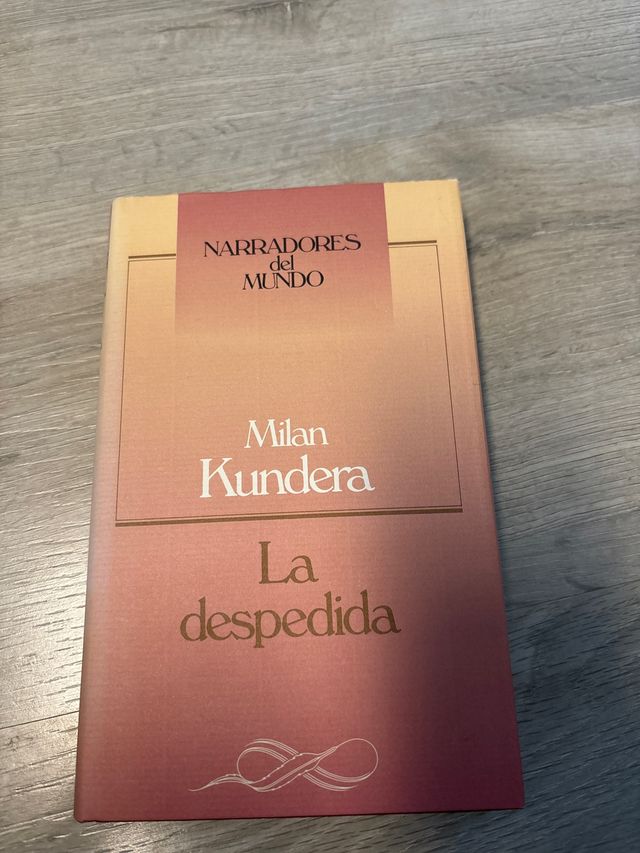 NARRADORES
del
MUNDO
Milan
Kundera
La
despedida